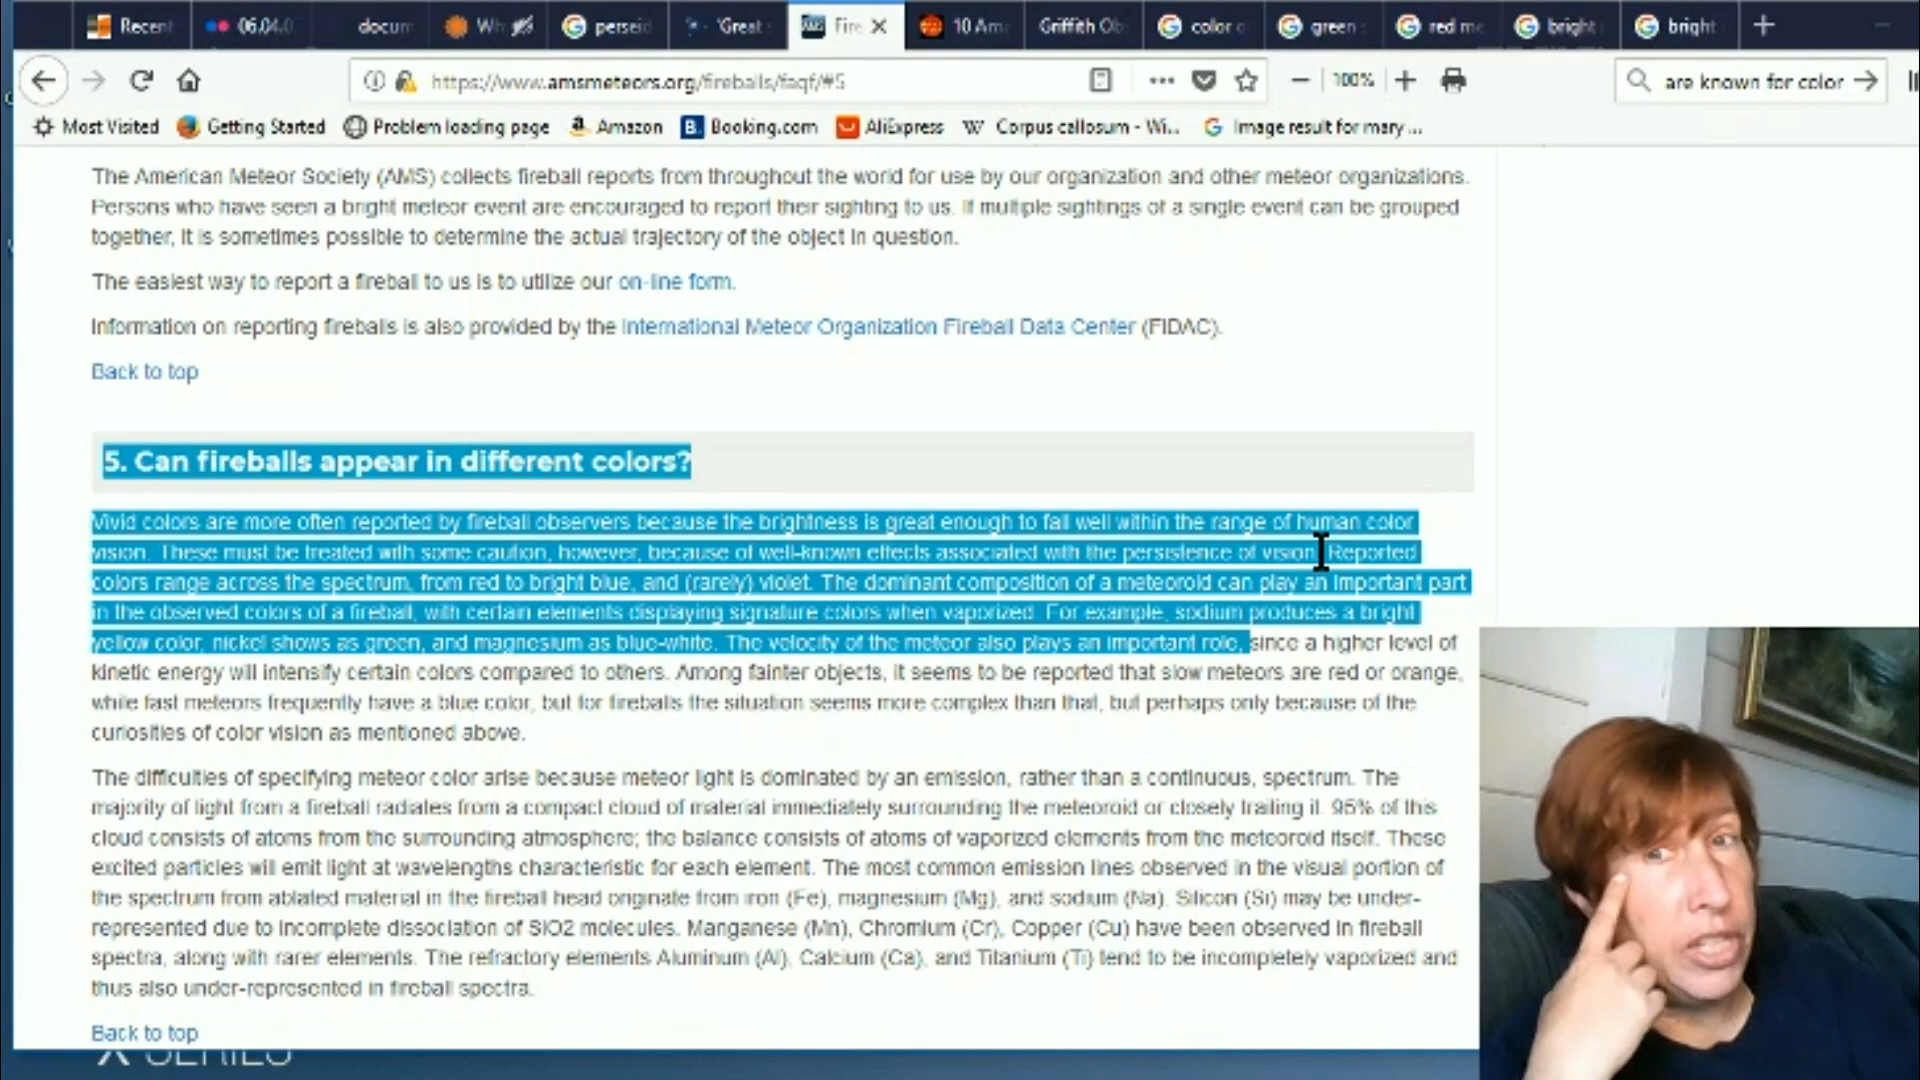 Recent
06.04.0
docum
Wh
perseid
'Great
Fire
10 Am
Griffith Ob
color o
green s
red me
bright
bright
https://www.amsmeteors.org/fireballs/faqf/#5
100%
are known for color
Most Visited
Getting Started
Problem loading page
Amazon
Booking.com
AliExpress
Corpus callosum - Wi...
Image result for mary ...
The American Meteor Society (AMS) collects fireball reports from throughout the world for use by our organization and other meteor organizations.
Persons who have seen a bright meteor event are encouraged to report their sighting to us. If multiple sightings of a single event can be grouped
together, it is sometimes possible to determine the actual trajectory of the object in question.
The easiest way to report a fireball to us is to utilize our on-line form.
Information on reporting fireballs is also provided by the International Meteor Organization Fireball Data Center (FIDAC).
Back to top
5. Can fireballs appear in different colors?
Vivid colors are more often reported by fireball observers because the brightness is great enough to fall well within the range of human color
vision. These must be treated with some caution, however, because of well-known effects associated with the persistence of vision. Reported
colors range across the spectrum, from red to bright blue, and (rarely) violet. The dominant composition of a meteoroid can play an important part
in the observed colors of a fireball, with certain elements displaying signature colors when vaporized. For example, sodium produces a bright
yellow color, nickel shows as green, and magnesium as blue-white. The velocity of the meteor also plays an important role, since a higher level of
kinetic energy will intensify certain colors compared to others. Among fainter objects, it seems to be reported that slow meteors are red or orange,
while fast meteors frequently have a blue color, but for fireballs the situation seems more complex than that, but perhaps only because of the
curiosities of color vision as mentioned above.
The difficulties of specifying meteor color arise because meteor light is dominated by an emission, rather than a continuous, spectrum. The
majority of light from a fireball radiates from a compact cloud of material immediately surrounding the meteoroid or closely trailing it. 95% of this
cloud consists of atoms from the surrounding atmosphere; the balance consists of atoms of vaporized elements from the meteoroid itself. These
excited particles will emit light at wavelengths characteristic for each element. The most common emission lines observed in the visual portion of
the spectrum from ablated material in the fireball head originate from iron (Fe), magnesium (Mg), and sodium (Na). Silicon (Si) may be under-
represented due to incomplete dissociation of SiO2 molecules. Manganese (Mn), Chromium (Cr), Copper (Cu) have been observed in fireball
spectra, along with rarer elements. The refractory elements Aluminum (Al), Calcium (Ca), and Titanium (Ti) tend to be incompletely vaporized and
thus also under-represented in fireball spectra.
Back to top
X SERIES